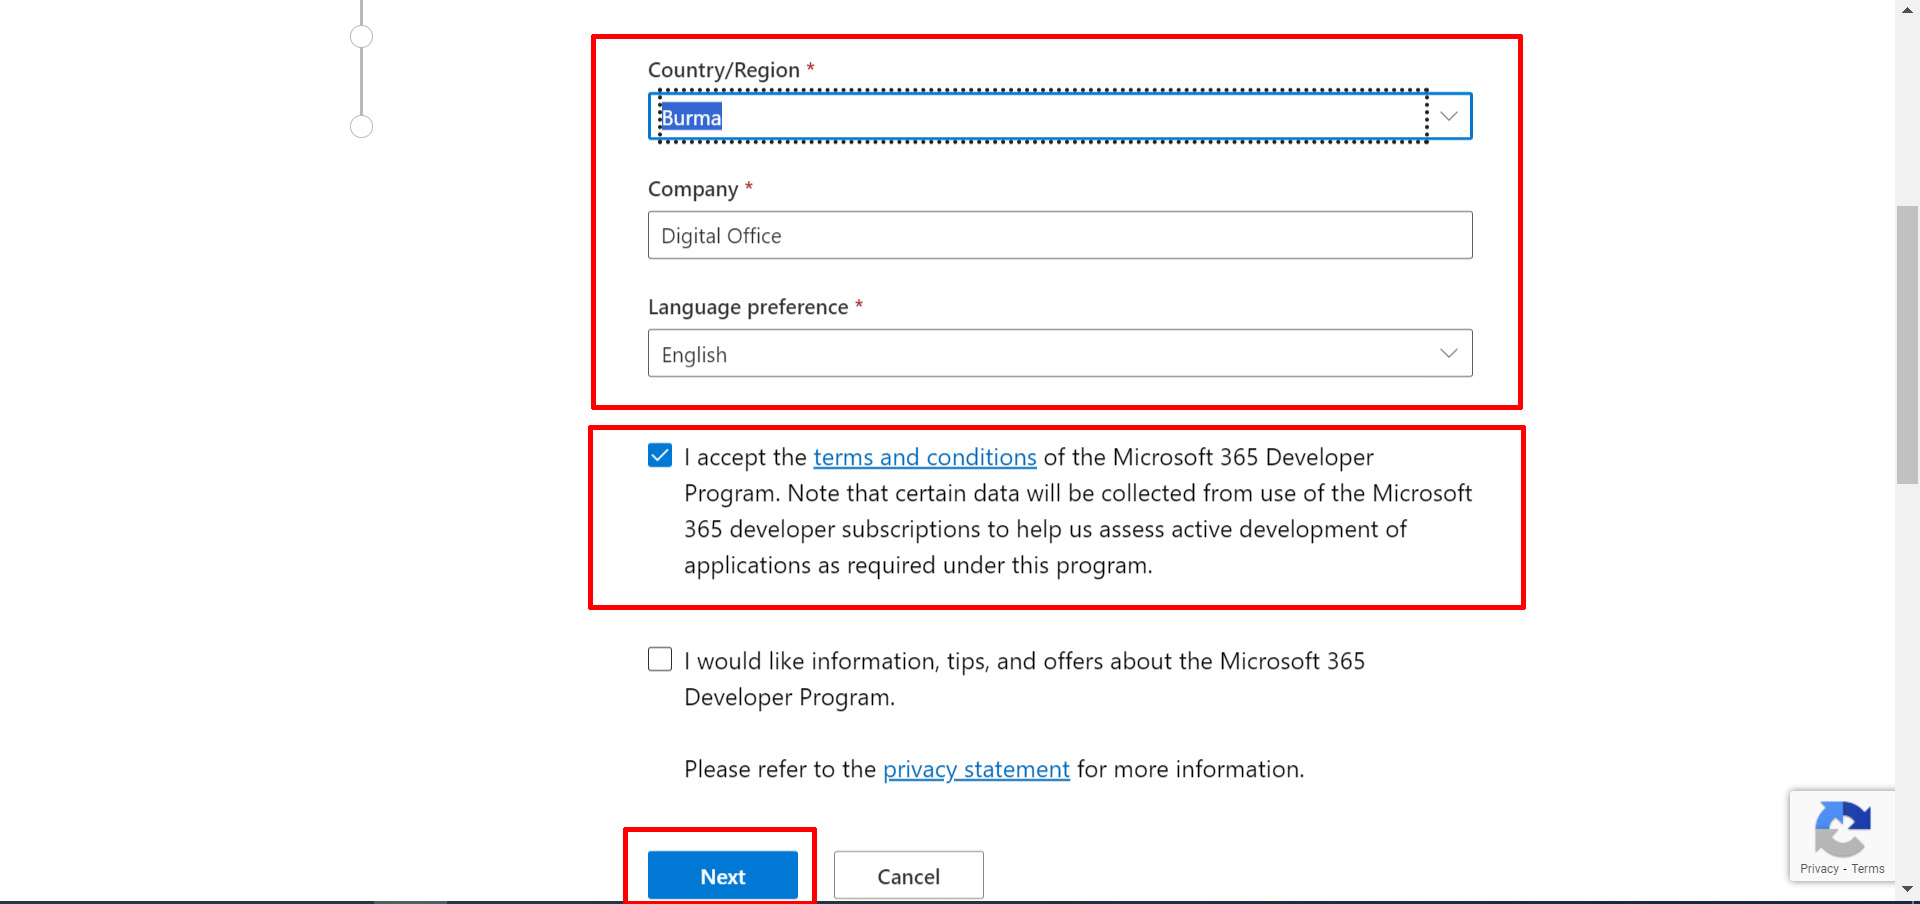 Country/Region *
Burma
Company *
Digital Office
Language preference *
English
I accept the terms and conditions of the Microsoft 365 Developer
Program. Note that certain data will be collected from use of the Microsoft
365 developer subscriptions to help us assess active development of
applications as required under this program.
I would like information, tips, and offers about the Microsoft 365
Developer Program.
Please refer to the privacy statement for more information.
Next
Cancel
Privacy - Terms